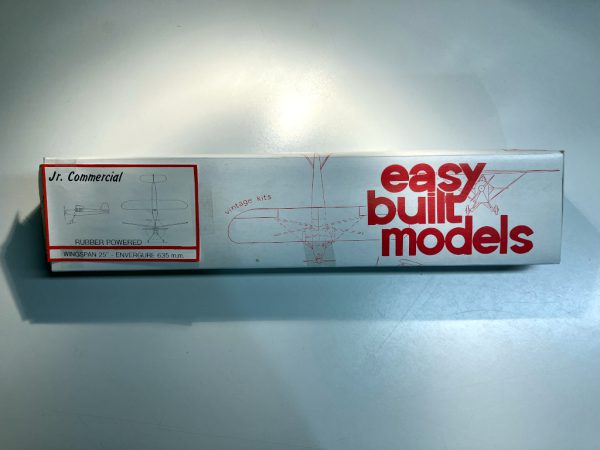 Jr. Commercial
RUBBER POWERED
WINGSPAN 25" - ENVERGURE 635 m.m.
vintage kits
easy
built
models